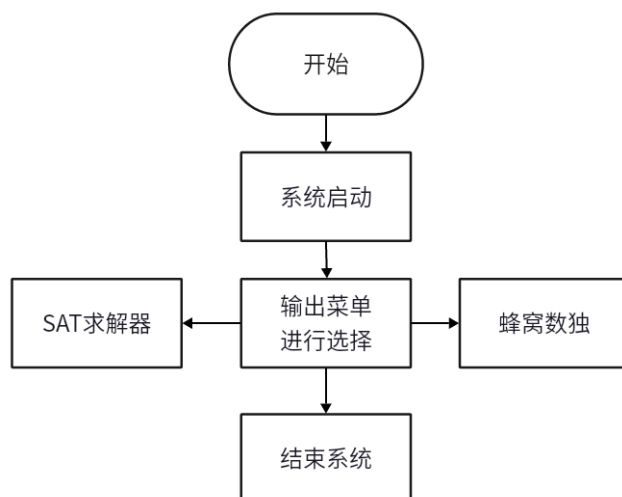 开始
系统启动
SAT求解器
输出菜单
进行选择
蜂窝数独
结束系统